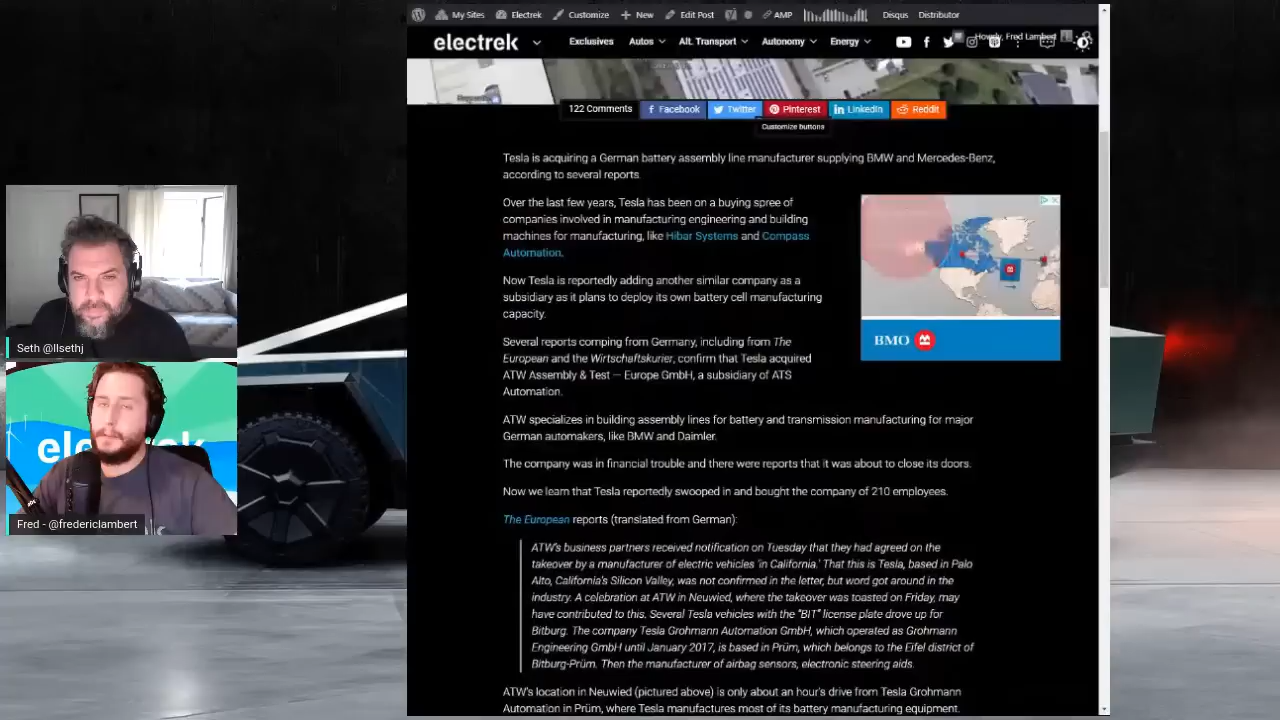 My Sites Electrek Customize New Edit Post AMP Disqus Distributor
electrek Exclusives Autos Alt. Transport Autonomy Energy
Howdy, Fred Lambert
122 Comments Facebook Twitter Pinterest LinkedIn Reddit
Customize buttons
Tesla is acquiring a German battery assembly line manufacturer supplying BMW and Mercedes-Benz,
according to several reports.
Over the last few years, Tesla has been on a buying spree of
companies involved in manufacturing engineering and building
machines for manufacturing, like Hibar Systems and Compass
Automation.
Now Tesla is reportedly adding another similar company as a
subsidiary as it plans to deploy its own battery cell manufacturing
capacity.
BMO
Several reports comping from Germany, including from The
European and the Wirtschaftskurier, confirm that Tesla acquired
ATW Assembly & Test — Europe GmbH, a subsidiary of ATS
Automation.
ATW specializes in building assembly lines for battery and transmission manufacturing for major
German automakers, like BMW and Daimler.
The company was in financial trouble and there were reports that it was about to close its doors.
Now we learn that Tesla reportedly swooped in and bought the company of 210 employees.
The European reports (translated from German):
ATW's business partners received notification on Tuesday that they had agreed on the
takeover by a manufacturer of electric vehicles 'in California.' That this is Tesla, based in Palo
Alto, California's Silicon Valley, was not confirmed in the letter, but word got around in the
industry. A celebration at ATW in Neuwied, where the takeover was toasted on Friday, may
have contributed to this. Several Tesla vehicles with the "BIT" license plate drove up for
Bitburg. The company Tesla Grohmann Automation GmbH, which operated as Grohmann
Engineering GmbH until January 2017, is based in Prüm, which belongs to the Eifel district of
Bitburg-Prüm. Then the manufacturer of airbag sensors, electronic steering aids.
ATW's location in Neuwied (pictured above) is only about an hour's drive from Tesla Grohmann
Automation in Prüm, where Tesla manufactures most of its battery manufacturing equipment.
Seth @llsethj
Fred - @fredericlambert